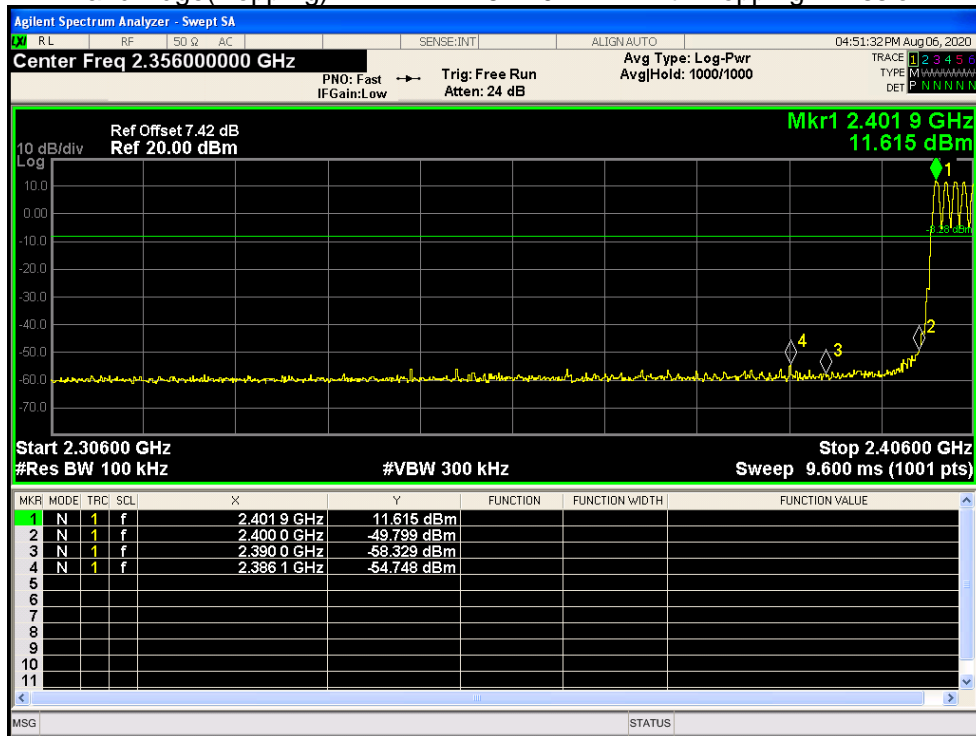 Agilent Spectrum Analyzer - Swept SA
LXI RL RF 50 Ω AC SENSE:INT ALIGN AUTO 04:51:32 PM Aug 06, 2020
Center Freq 2.356000000 GHz
PNO: Fast Trig: Free Run
IFGain:Low Atten: 24 dB
Avg Type: Log-Pwr
Avg|Hold: 1000/1000
TRACE 1 2 3 4 5 6
TYPE M
DET P N N N N N
Ref Offset 7.42 dB
10 dB/div Ref 20.00 dBm
Log
Mkr1 2.401 9 GHz
11.615 dBm
10.0
0.00
-10.0
-20.0
-30.0
-40.0
-50.0
-60.0
-70.0
1
-8.28 dBm
2
4
3
Start 2.30600 GHz Stop 2.40600 GHz
#Res BW 100 kHz #VBW 300 kHz Sweep 9.600 ms (1001 pts)
MKR MODE TRC SCL X Y FUNCTION FUNCTION WIDTH FUNCTION VALUE
1 N 1 f 2.401 9 GHz 11.615 dBm
2 N 1 f 2.400 0 GHz -49.799 dBm
3 N 1 f 2.390 0 GHz -58.329 dBm
4 N 1 f 2.386 1 GHz -54.748 dBm
5
6
7
8
9
10
11
MSG STATUS